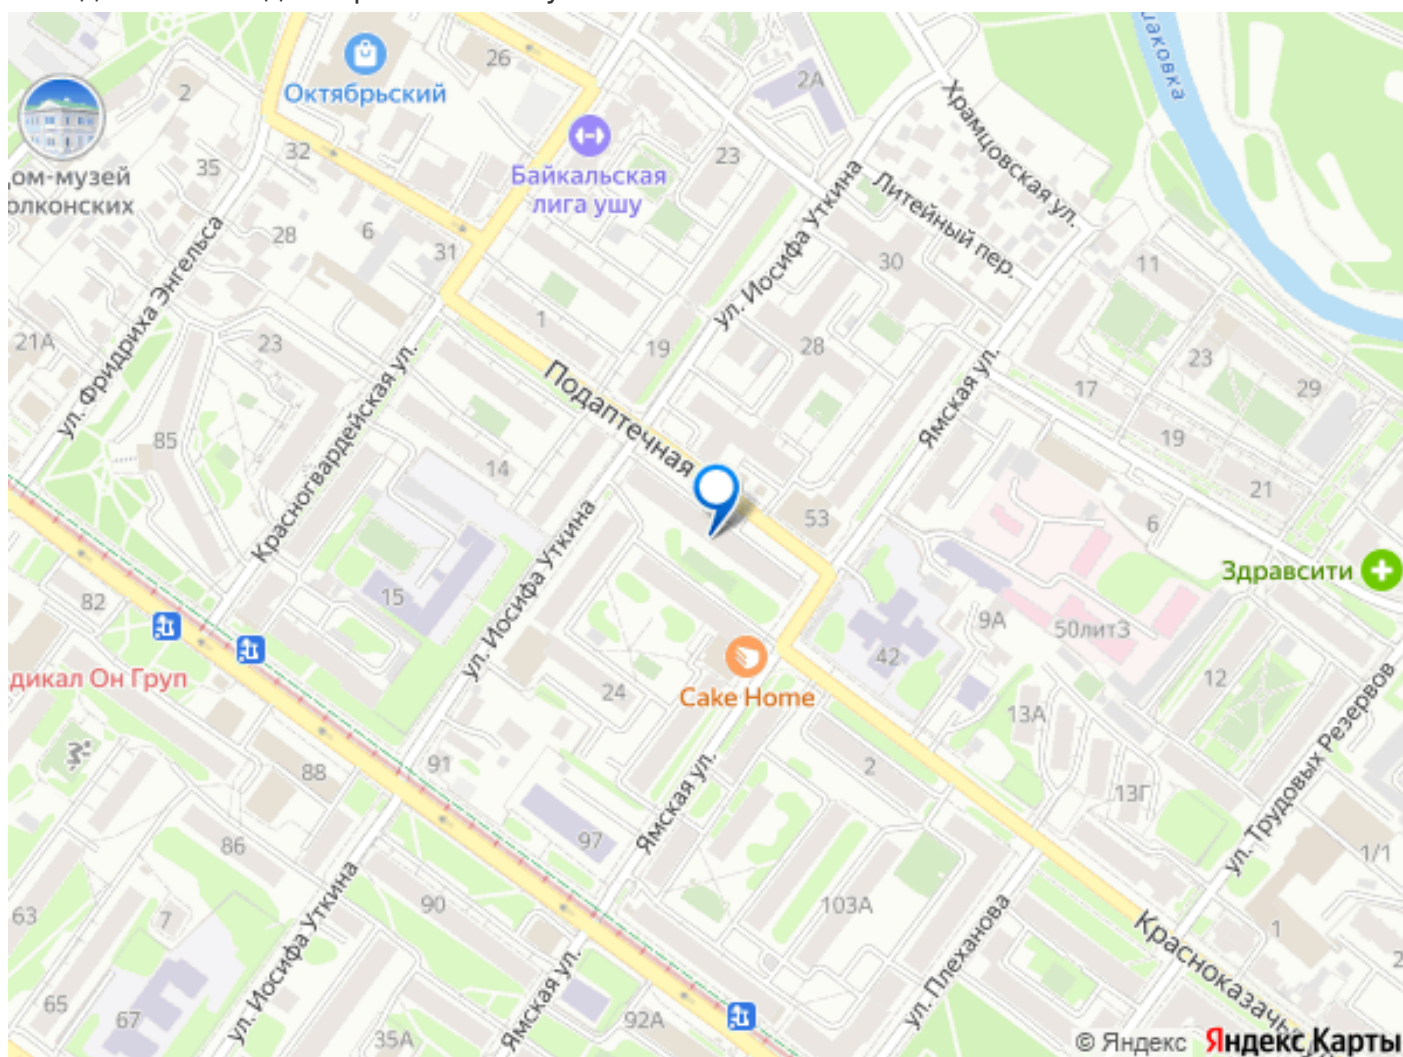 шаковка
26
2
Октябрьский
2А
Храмцовская ул.
32
35
Байкальская
лига ушу
23
ом-музей
олконских
Литейный пер.
ул. Иосифа Уткина
28
6
31
30
11
ул. Фридриха Энгельса
21А
23
1
19
28
23
29
17
Подаптечная
Красногвардейская ул.
Ямская ул.
85
14
19
21
53
6
Здравсити
ул. Иосифа Уткина
82
15
9А
50лит3
42
дикал Он Груп
24
Cake Home
12
13А
91
88
2
13Г
Ямская ул.
ул. Трудовых Резервов
86
97
1/1
63
7
90
103А
ул. Плеханова
1
Красноказачь
2
ул. Иосифа Уткина
Ямская ул.
65
67
35А
92А
© Яндекс Яндекс Карты